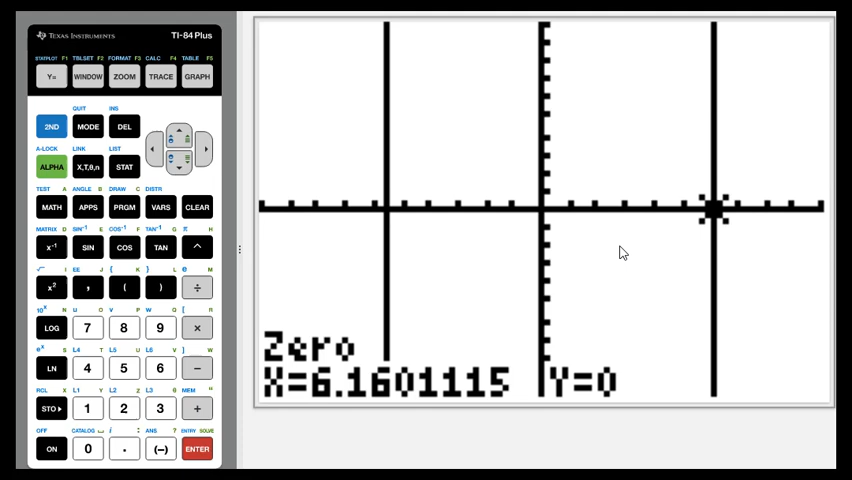 TEXAS INSTRUMENTS TI-84 Plus
STATPLOT F1 TBLSET F2 FORMAT F3 CALC F4 TABLE F5
Y= WINDOW ZOOM TRACE GRAPH
QUIT INS
2ND MODE DEL
A-LOCK LINK LIST
ALPHA X,T,θ,n STAT
TEST A ANGLE B DRAW C DISTR
MATH APPS PRGM VARS CLEAR
MATRIX D SIN⁻¹ E COS⁻¹ F TAN⁻¹ G π H
x⁻¹ SIN COS TAN ^
√ I EE J { K } L e M
x² , ( ) ÷
10ˣ N u O v P w Q [ R
LOG 7 8 9 ×
eˣ S L4 T L5 U L6 V ] W
LN 4 5 6 −
RCL X L1 Y L2 Z L3 θ MEM "
STO▶ 1 2 3 +
OFF CATALOG ⎵ i : ANS ? ENTRY SOLVE
ON 0 . (−) ENTER
Zero
X=6.1601115 Y=0